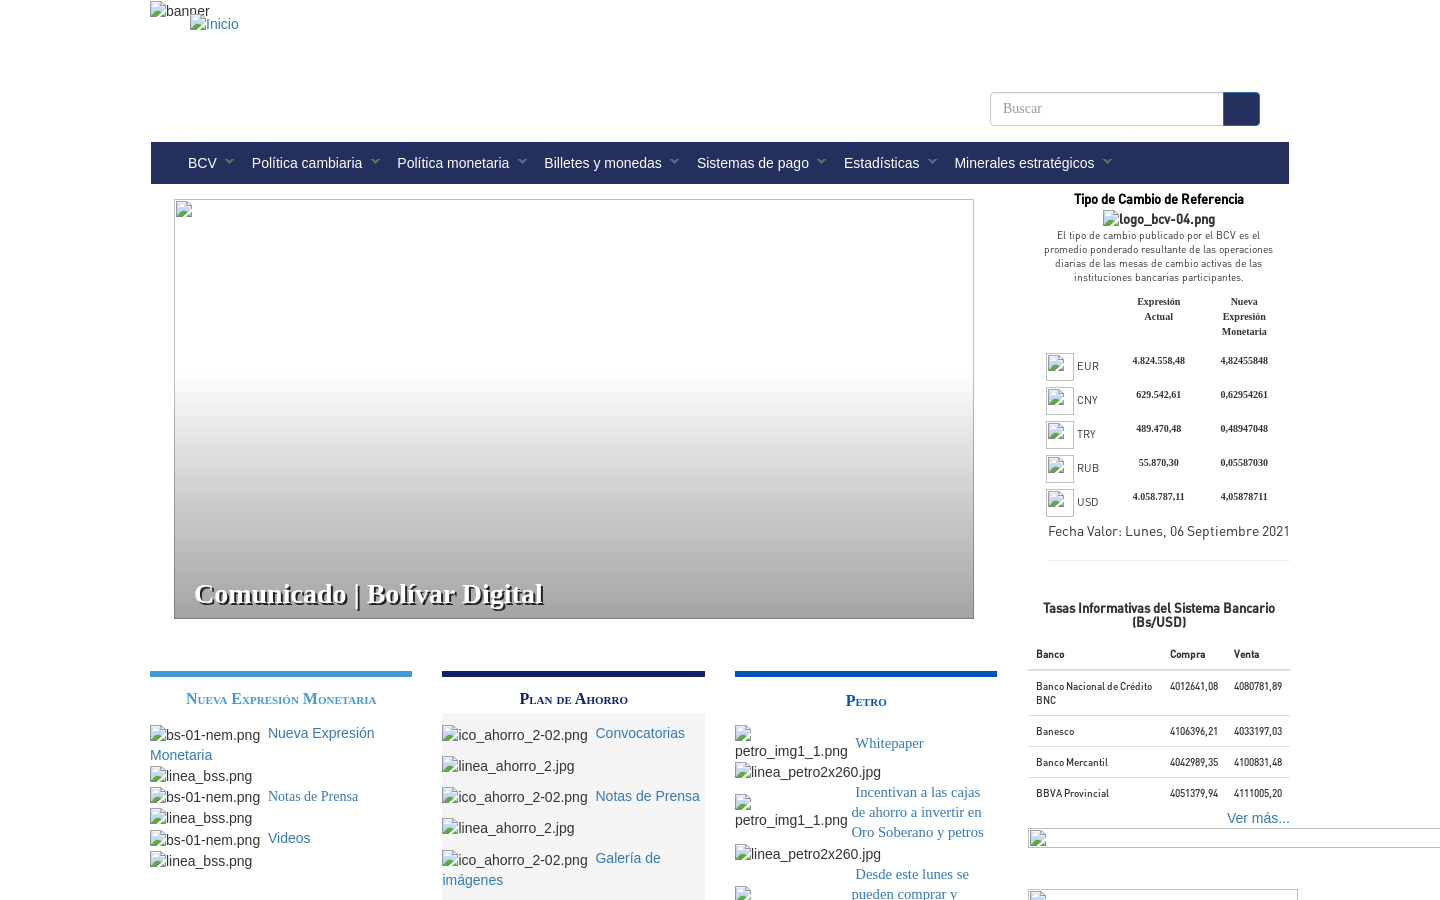 banner
Inicio
Buscar
BCV Política cambiaria Política monetaria Billetes y monedas Sistemas de pago Estadísticas Minerales estratégicos
Comunicado | Bolívar Digital
Tipo de Cambio de Referencia
logo_bcv-04.png
El tipo de cambio publicado por el BCV es el
promedio ponderado resultante de las operaciones
diarias de las mesas de cambio activas de las
instituciones bancarias participantes.
Expresión
Actual
Nueva
Expresión
Monetaria
EUR 4.824.558,48 4,82455848
CNY 629.542,61 0,62954261
TRY 489.470,48 0,48947048
RUB 55.870,30 0,05587030
USD 4.058.787,11 4,05878711
Fecha Valor: Lunes, 06 Septiembre 2021
Tasas Informativas del Sistema Bancario
(Bs/USD)
Banco Compra Venta
Banco Nacional de Crédito
BNC
4012641,08 4080781,89
Banesco 4106396,21 4033197,03
Banco Mercantil 4042989,35 4100831,48
BBVA Provincial 4051379,94 4111005,20
Ver más...
Nueva Expresión Monetaria
bs-01-nem.png Nueva Expresión
Monetaria
linea_bss.png
bs-01-nem.png Notas de Prensa
linea_bss.png
bs-01-nem.png Videos
linea_bss.png
Plan de Ahorro
ico_ahorro_2-02.png Convocatorias
linea_ahorro_2.jpg
ico_ahorro_2-02.png Notas de Prensa
linea_ahorro_2.jpg
ico_ahorro_2-02.png Galería de
imágenes
Petro
petro_img1_1.png Whitepaper
linea_petro2x260.jpg
petro_img1_1.png
Incentivan a las cajas
de ahorro a invertir en
Oro Soberano y petros
linea_petro2x260.jpg
Desde este lunes se
pueden comprar y